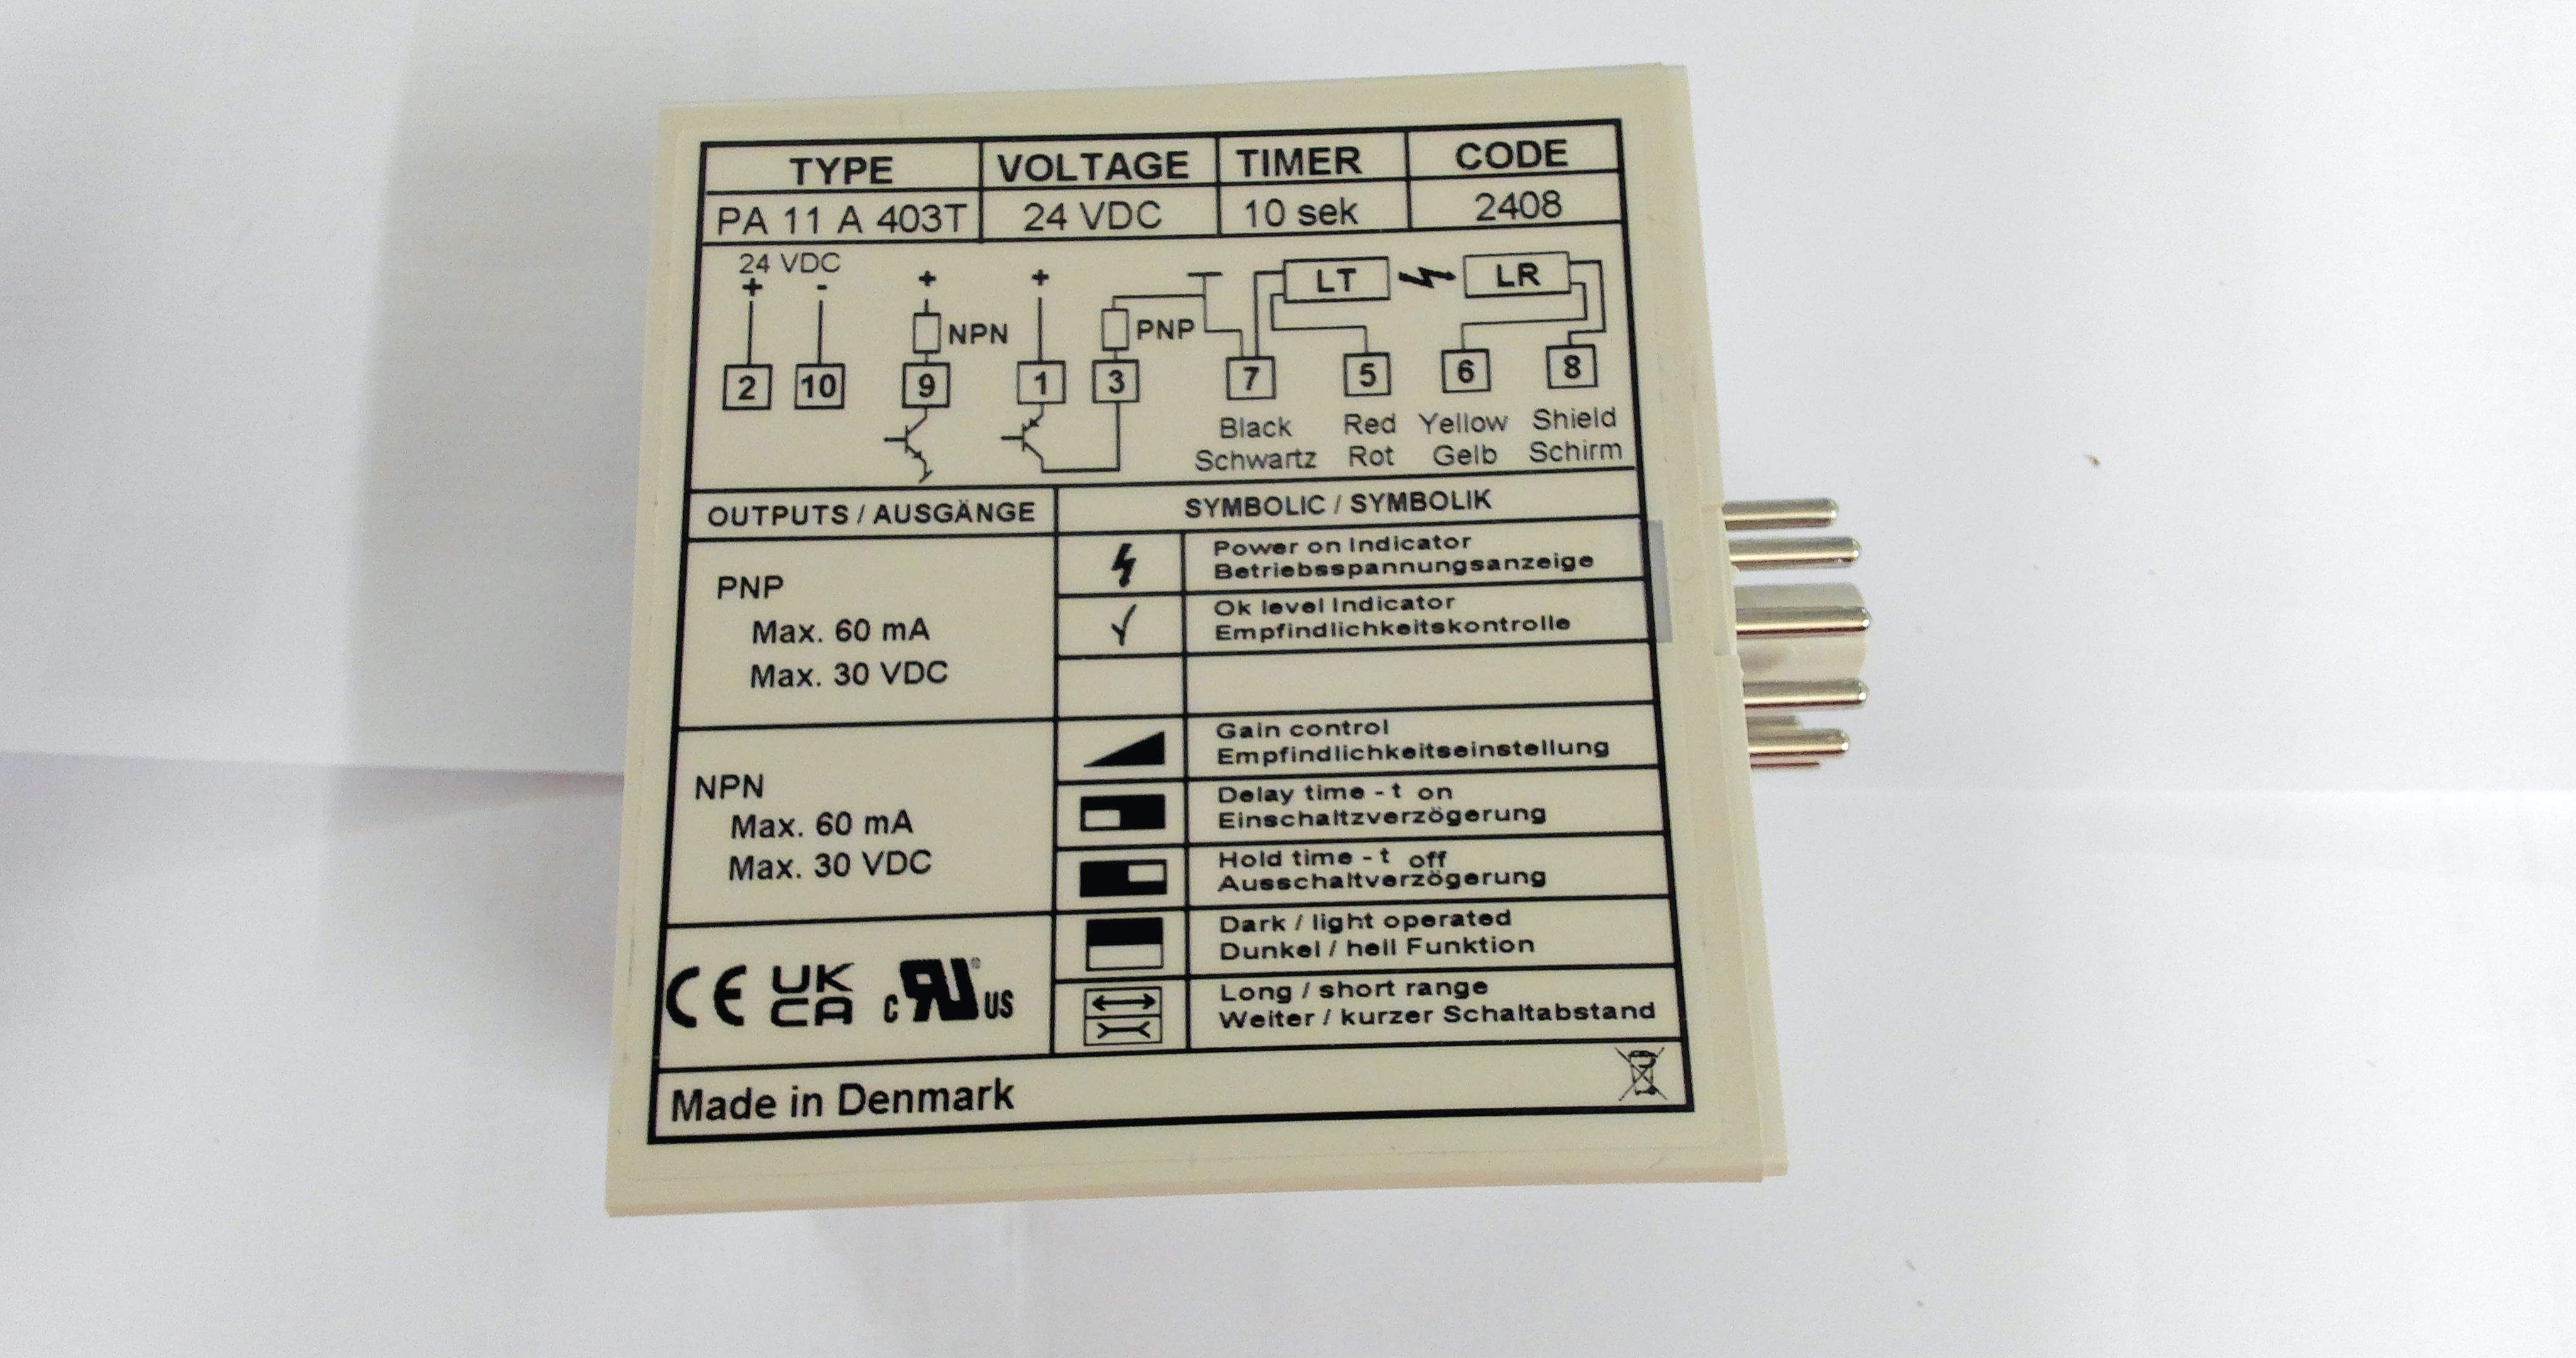 TYPE VOLTAGE TIMER CODE
PA 11 A 403T 24 VDC 10 sek 2408
24 VDC
+ - + +
LT LR
NPN PNP
2 10 9 1 3 7 5 6 8
Black Red Yellow Shield
Schwartz Rot Gelb Schirm
OUTPUTS / AUSGÄNGE SYMBOLIC / SYMBOLIK
PNP
Max. 60 mA
Max. 30 VDC
NPN
Max. 60 mA
Max. 30 VDC
Power on Indicator
Betriebsspannungsanzeige
Ok level Indicator
Empfindlichkeitskontrolle
Gain control
Empfindlichkeitseinstellung
Delay time - t on
Einschaltzverzögerung
Hold time - t off
Ausschaltverzögerung
Dark / light operated
Dunkel / hell Funktion
Long / short range
Weiter / kurzer Schaltabstand
CE UK CA c RU ® US
Made in Denmark